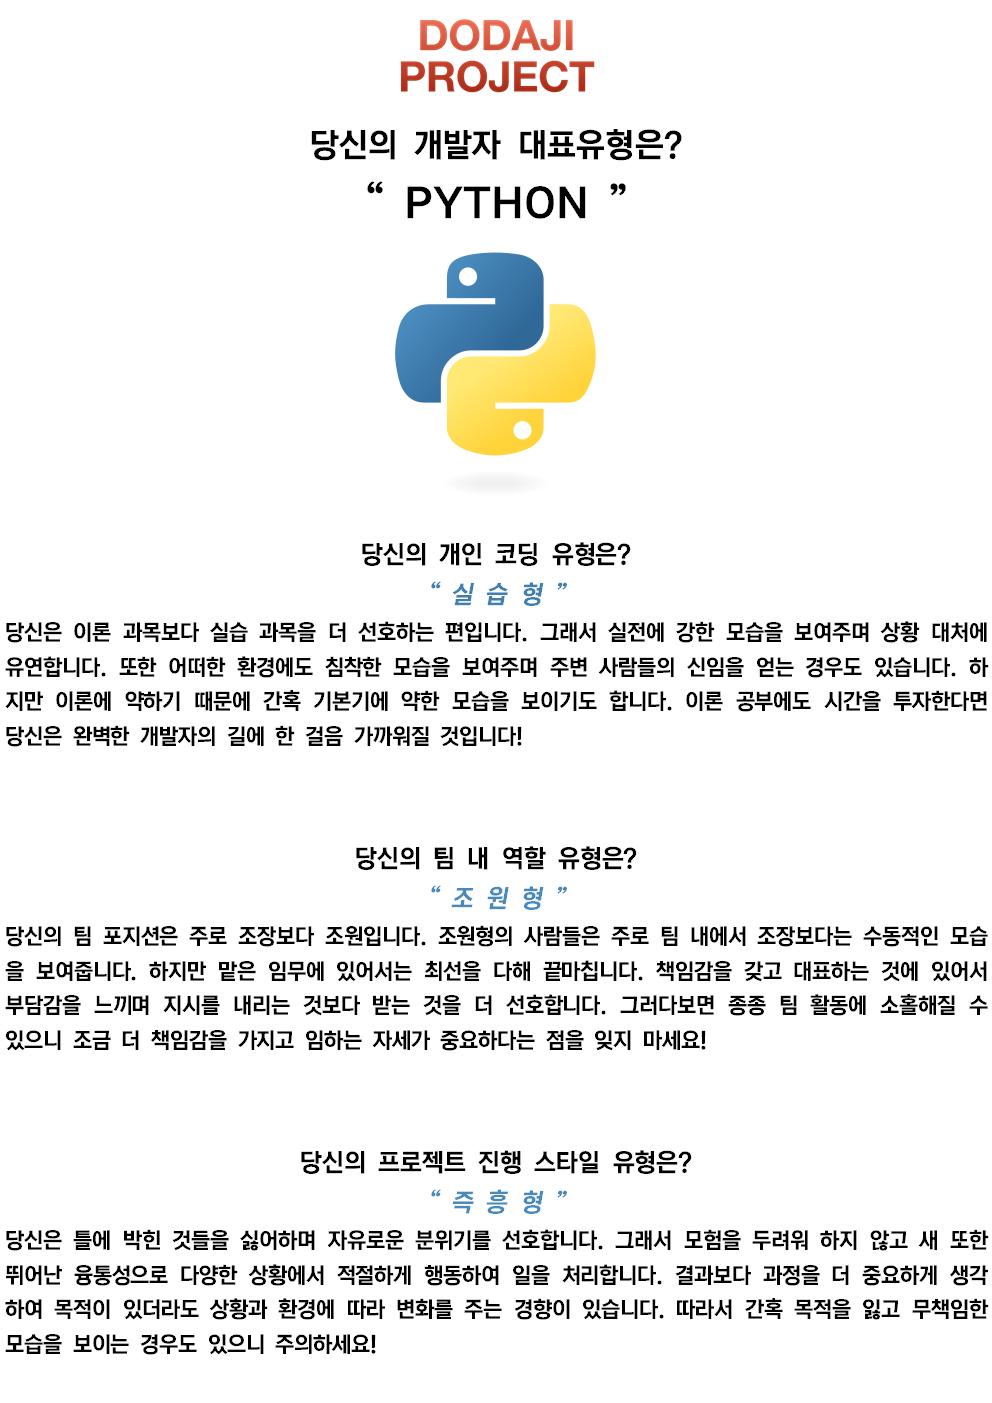 DODAJI
PROJECT
당신의 개발자 대표유형은?
“ PYTHON ”
당신의 개인 코딩 유형은?
“ 실 습 형 ”
당신은 이론 과목보다 실습 과목을 더 선호하는 편입니다. 그래서 실전에 강한 모습을 보여주며 상황 대처에
유연합니다. 또한 어떠한 환경에도 침착한 모습을 보여주며 주변 사람들의 신임을 얻는 경우도 있습니다. 하
지만 이론에 약하기 때문에 간혹 기본기에 약한 모습을 보이기도 합니다. 이론 공부에도 시간을 투자한다면
당신은 완벽한 개발자의 길에 한 걸음 가까워질 것입니다!
당신의 팀 내 역할 유형은?
“ 조 원 형 ”
당신의 팀 포지션은 주로 조장보다 조원입니다. 조원형의 사람들은 주로 팀 내에서 조장보다는 수동적인 모습
을 보여줍니다. 하지만 맡은 임무에 있어서는 최선을 다해 끝마칩니다. 책임감을 갖고 대표하는 것에 있어서
부담감을 느끼며 지시를 내리는 것보다 받는 것을 더 선호합니다. 그러다보면 종종 팀 활동에 소홀해질 수
있으니 조금 더 책임감을 가지고 임하는 자세가 중요하다는 점을 잊지 마세요!
당신의 프로젝트 진행 스타일 유형은?
“ 즉 흥 형 ”
당신은 틀에 박힌 것들을 싫어하며 자유로운 분위기를 선호합니다. 그래서 모험을 두려워 하지 않고 새 또한
뛰어난 융통성으로 다양한 상황에서 적절하게 행동하여 일을 처리합니다. 결과보다 과정을 더 중요하게 생각
하여 목적이 있더라도 상황과 환경에 따라 변화를 주는 경향이 있습니다. 따라서 간혹 목적을 잃고 무책임한
모습을 보이는 경우도 있으니 주의하세요!